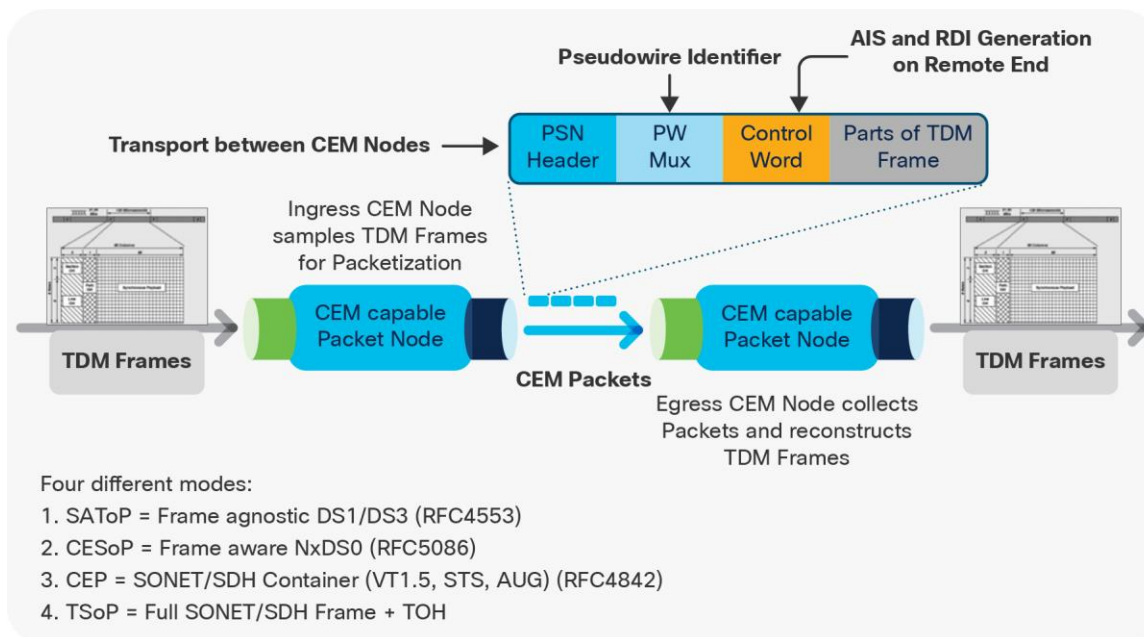 AIS and RDI Generation
on Remote End
Pseudowire Identifier
Transport between CEM Nodes
PSN
Header
PW
Mux
Control
Word
Parts of TDM
Frame
Ingress CEM Node
samples TDM Frames
for Packetization
CEM capable
Packet Node
CEM capable
Packet Node
TDM Frames
CEM Packets
TDM Frames
Egress CEM Node collects
Packets and reconstructs
TDM Frames
Four different modes:
1. SAToP = Frame agnostic DS1/DS3 (RFC4553)
2. CESoP = Frame aware NxDS0 (RFC5086)
3. CEP = SONET/SDH Container (VT1.5, STS, AUG) (RFC4842)
4. TSoP = Full SONET/SDH Frame + TOH